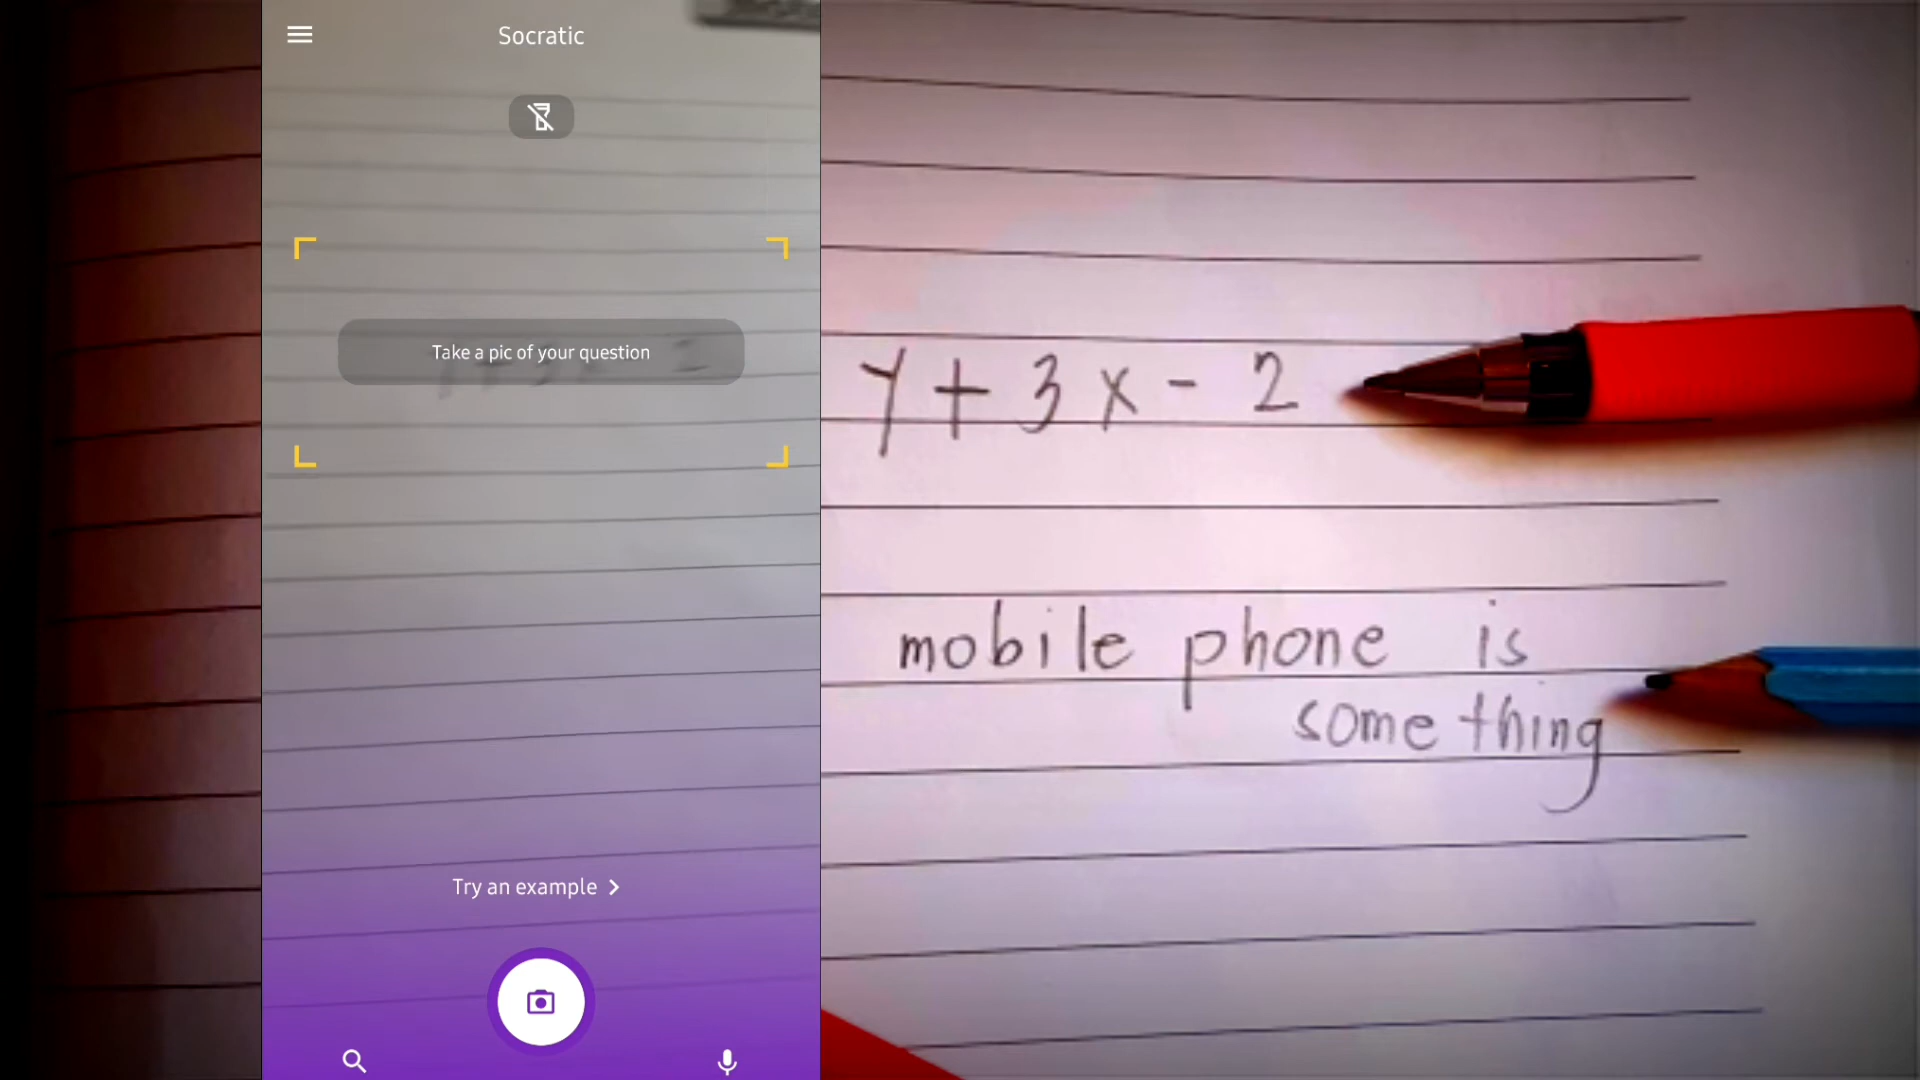 Socratic
Take a pic of your question
Try an example
y + 3x - 2
mobile phone is
something